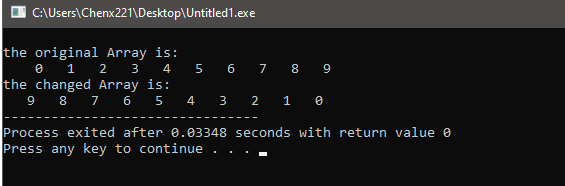 C:\Users\Chenx221\Desktop\Untitled1.exe
the original Array is:
0 1 2 3 4 5 6 7 8 9
the changed Array is:
9 8 7 6 5 4 3 2 1 0
--------------------------------
Process exited after 0.03348 seconds with return value 0
Press any key to continue . . .